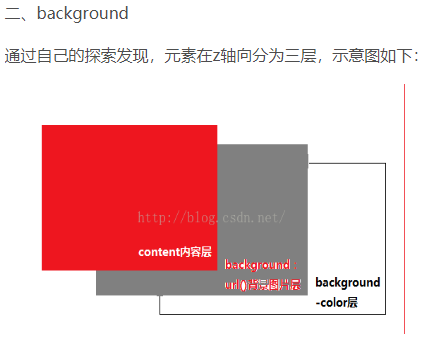 二、background
通过自己的探索发现，元素在z轴向分为三层，示意图如下：
http://blog.csdn.net/
content内容层
background：
url()背景图片层
background
-color层